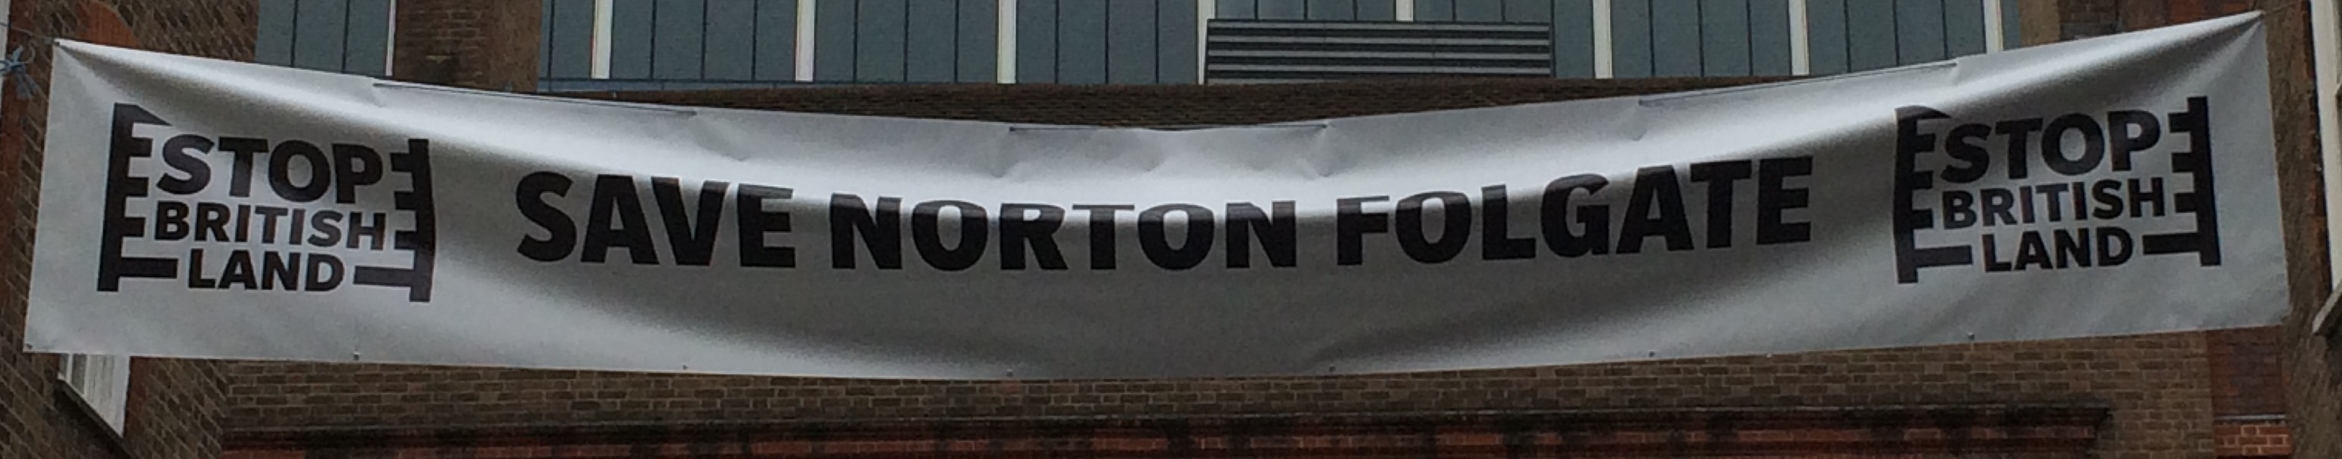 STOP
BRITISH
LAND
SAVE NORTON FOLGATE
STOP
BRITISH
LAND